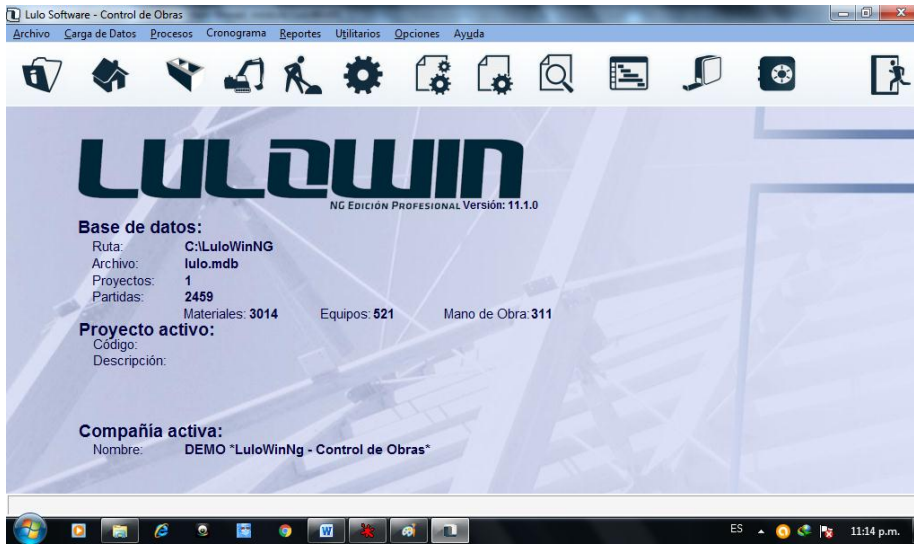 Lulo Software - Control de Obras
Archivo Carga de Datos Procesos Cronograma Reportes Utilitarios Opciones Ayuda
LULOWIN
NG EDICIÓN PROFESIONAL Versión: 11.1.0
Base de datos:
Ruta: C:\LuloWinNG
Archivo: lulo.mdb
Proyectos: 1
Partidas: 2459
Materiales: 3014 Equipos: 521 Mano de Obra: 311
Proyecto activo:
Código:
Descripción:
Compañía activa:
Nombre: DEMO *LuloWinNg - Control de Obras*
ES 11:14 p.m.